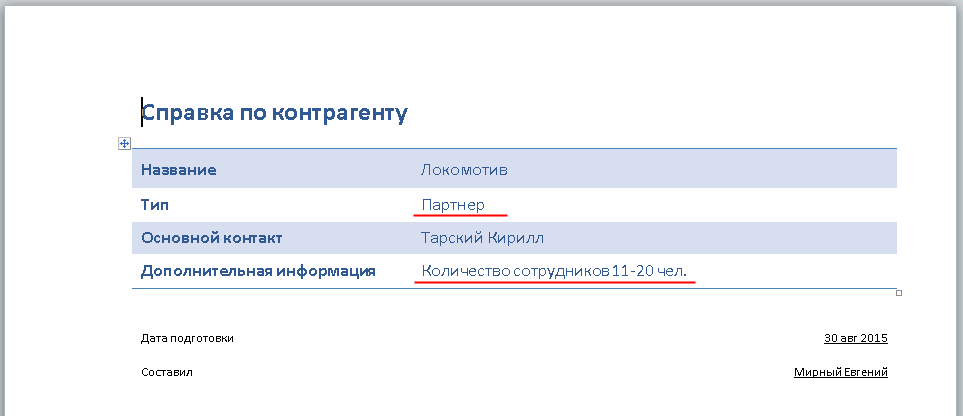 Справка по контрагенту
Название Локомотив
Тип Партнер
Основной контакт Тарский Кирилл
Дополнительная информация Количество сотрудников 11-20 чел.
Дата подготовки 30 авг 2015
Составил Мирный Евгений